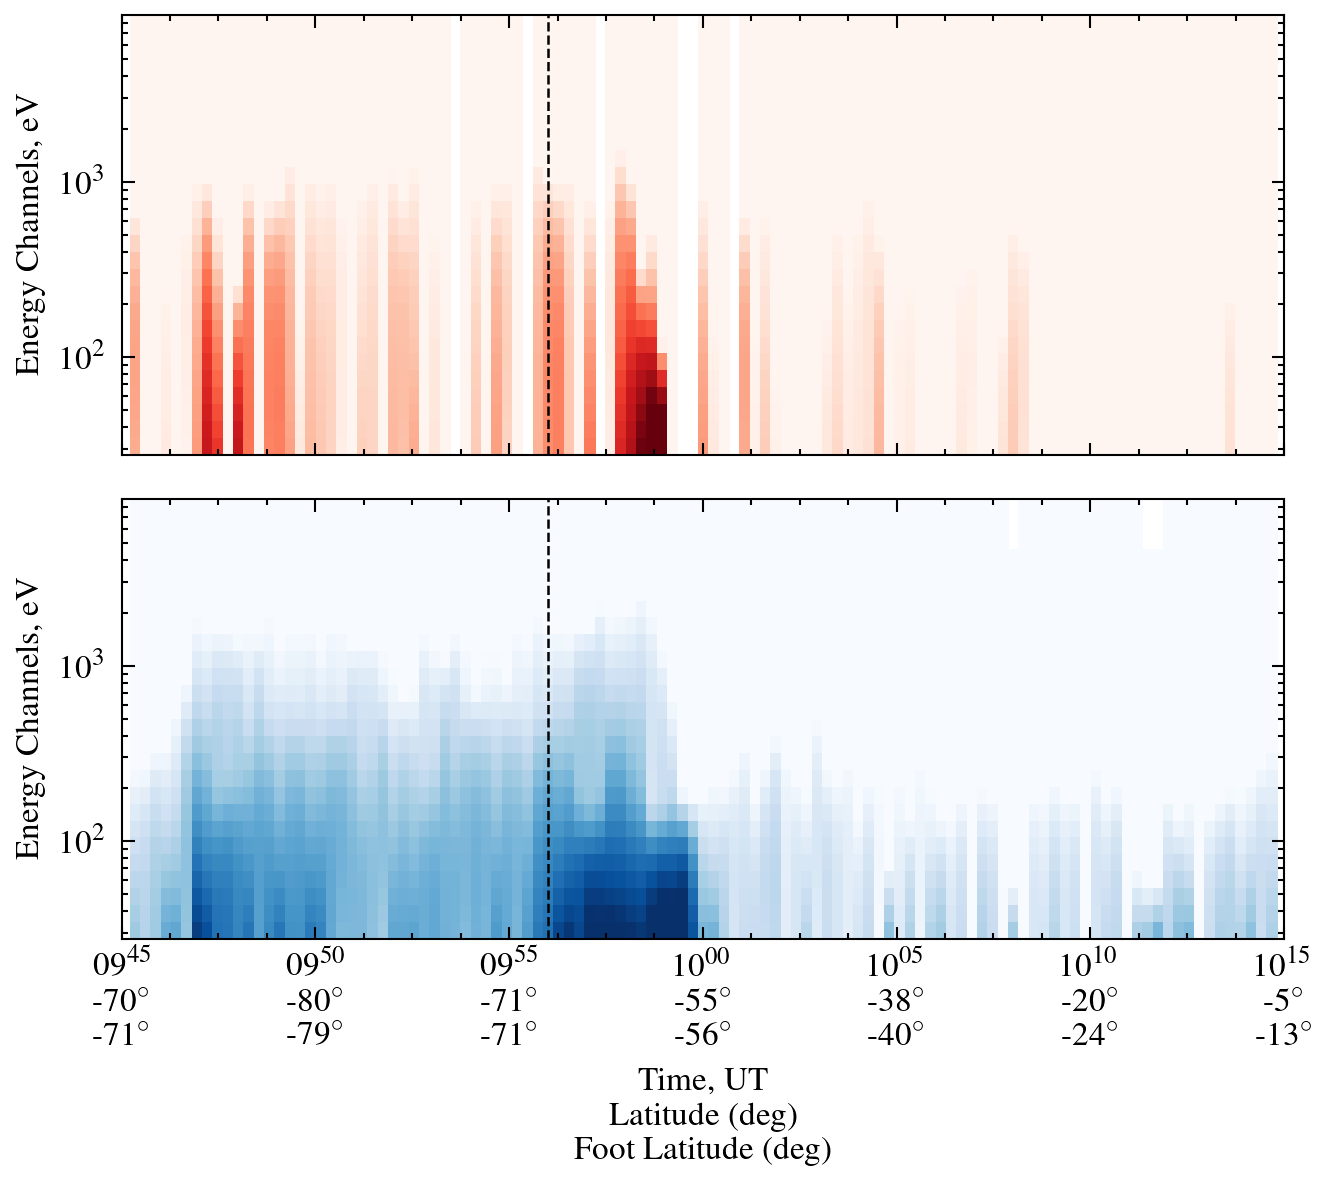 10³
10²
Energy Channels, eV
10³
10²
Energy Channels, eV
09⁴⁵ 09⁵⁰ 09⁵⁵ 10⁰⁰ 10⁰⁵ 10¹⁰ 10¹⁵
-70° -80° -71° -55° -38° -20° -5°
-71° -79° -71° -56° -40° -24° -13°
Time, UT
Latitude (deg)
Foot Latitude (deg)